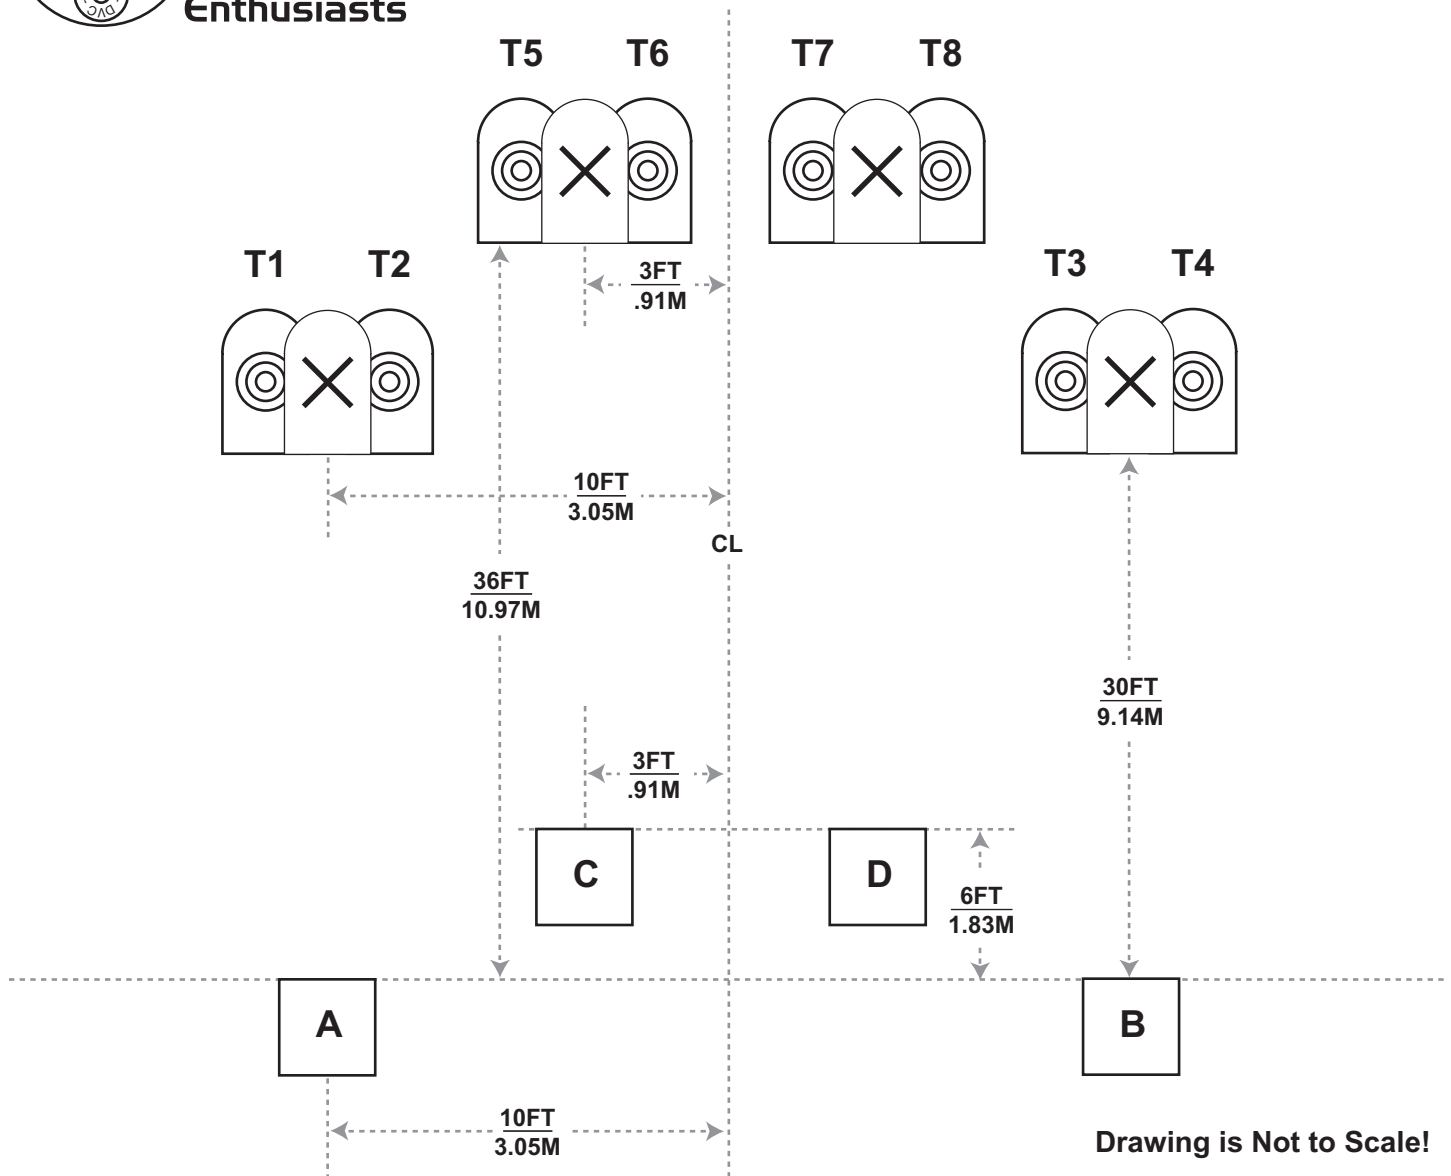 Enthusiasts
DVC
T5 T6 T7 T8
3FT
.91M
T1 T2 T3 T4
10FT
3.05M
CL
36FT
10.97M
30FT
9.14M
3FT
.91M
C D
6FT
1.83M
A B
10FT
3.05M
Drawing is Not to Scale!